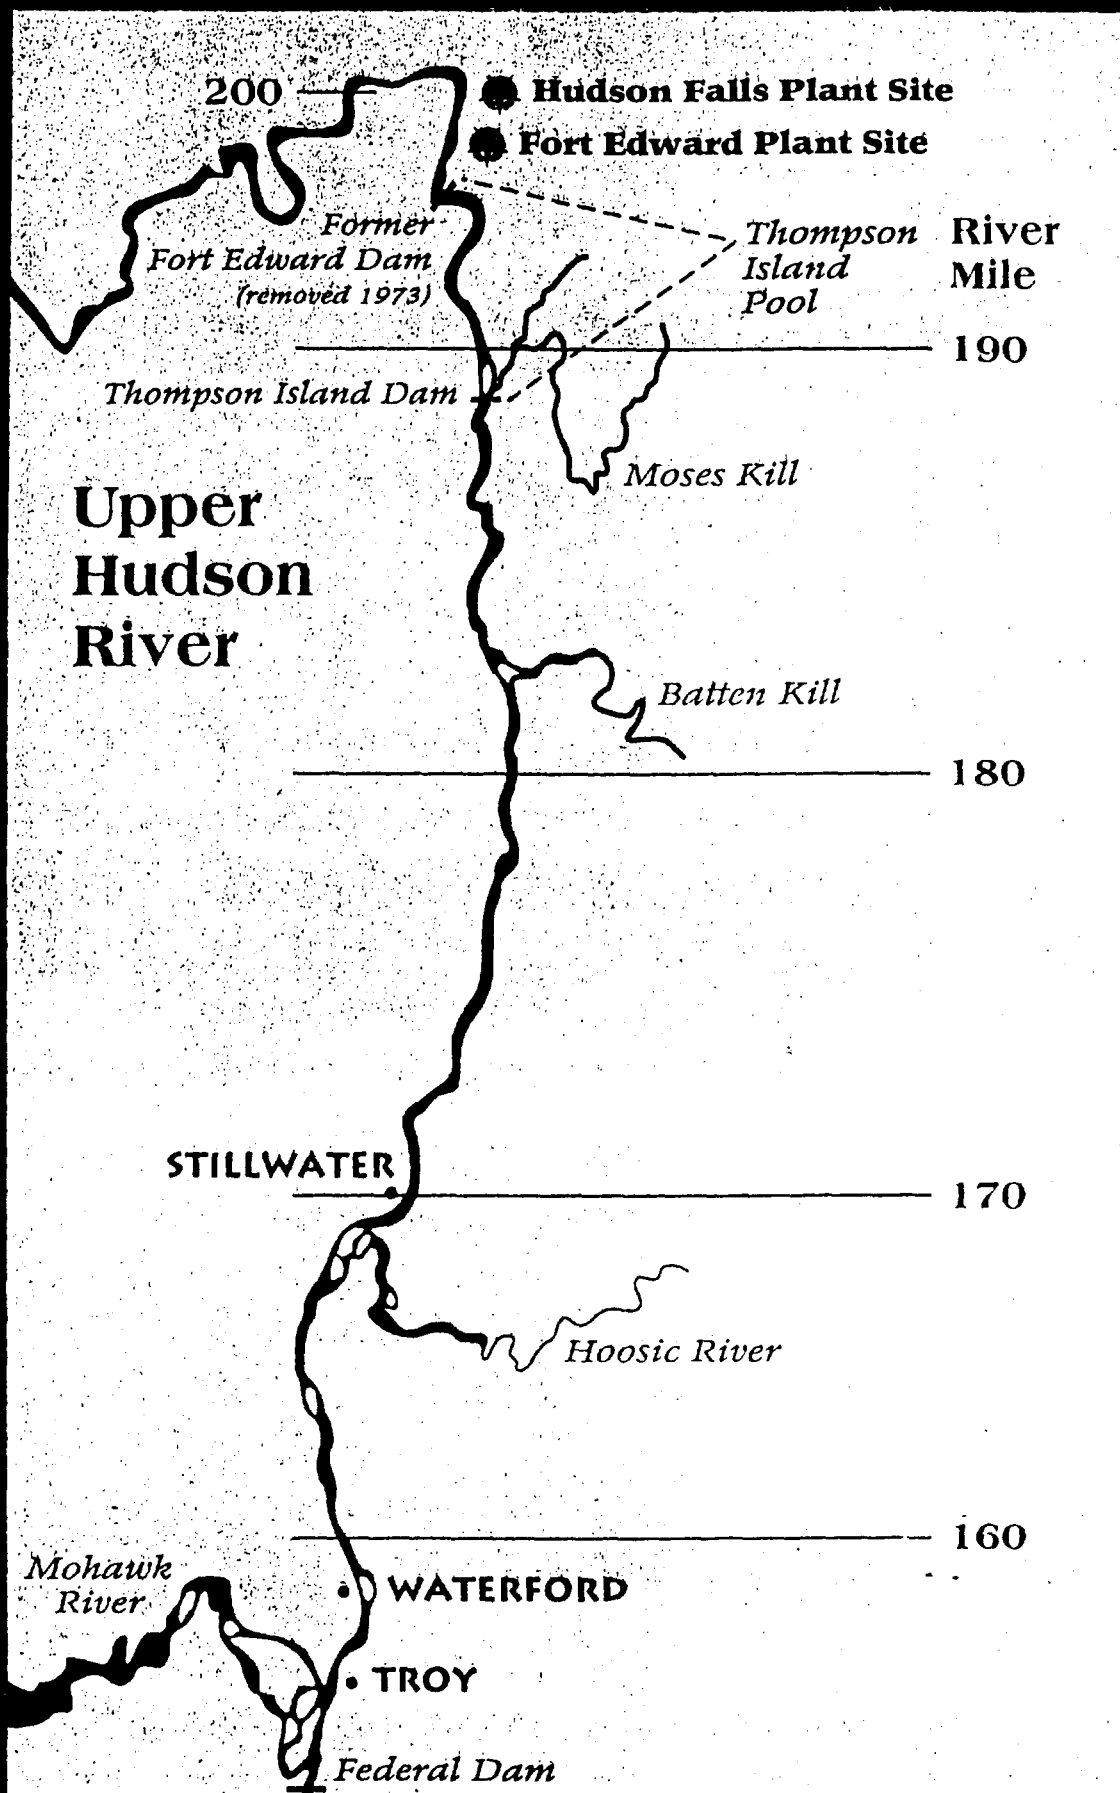 200
Hudson Falls Plant Site
Fort Edward Plant Site
Former
Fort Edward Dam
(removed 1973)
Thompson
Island
Pool
River
Mile
190
Thompson Island Dam
Moses Kill
Upper
Hudson
River
Batten Kill
180
STILLWATER
170
Hoosic River
160
Mohawk
River
WATERFORD
TROY
Federal Dam